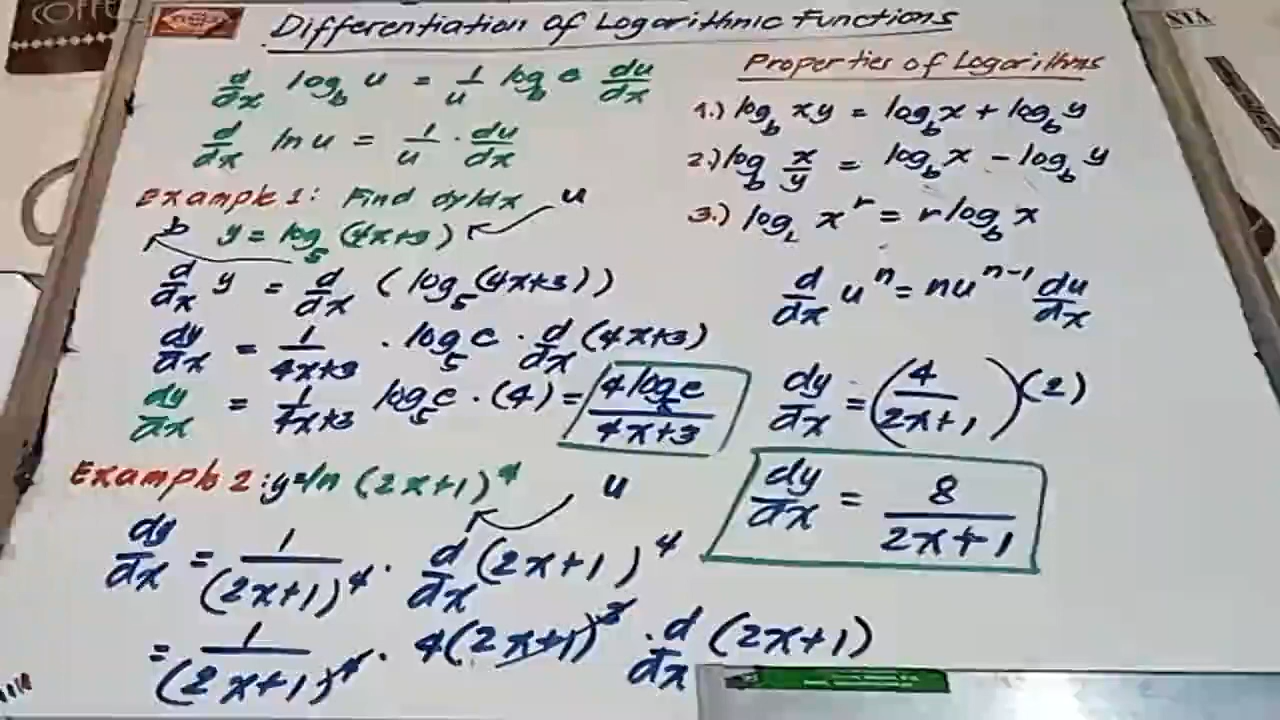 Differentiation of Logarithmic Functions
d/dx log_b u = 1/u log_b e du/dx
d/dx ln u = 1/u · du/dx
Example 1: Find dy/dx
u
b
y = log_5 (4x+3)
d/dx y = d/dx (log_5 (4x+3))
dy/dx = 1/(4x+3) · log_5 e · d/dx (4x+3)
dy/dx = 1/(4x+3) log_5 e · (4) = 4 log_5 e/(4x+3)
Example 2: y=ln (2x+1)^4
u
dy/dx = 1/(2x+1)^4 · d/dx (2x+1)^4
= 1/(2x+1)^4 · 4(2x+1)^3 · d/dx (2x+1)
Properties of Logarithms
1.) log_b xy = log_b x + log_b y
2.) log_b x/y = log_b x - log_b y
3.) log_b x^r = r log_b x
d/dx u^n = nu^(n-1) du/dx
dy/dx = (4/(2x+1))(2)
dy/dx = 8/(2x+1)